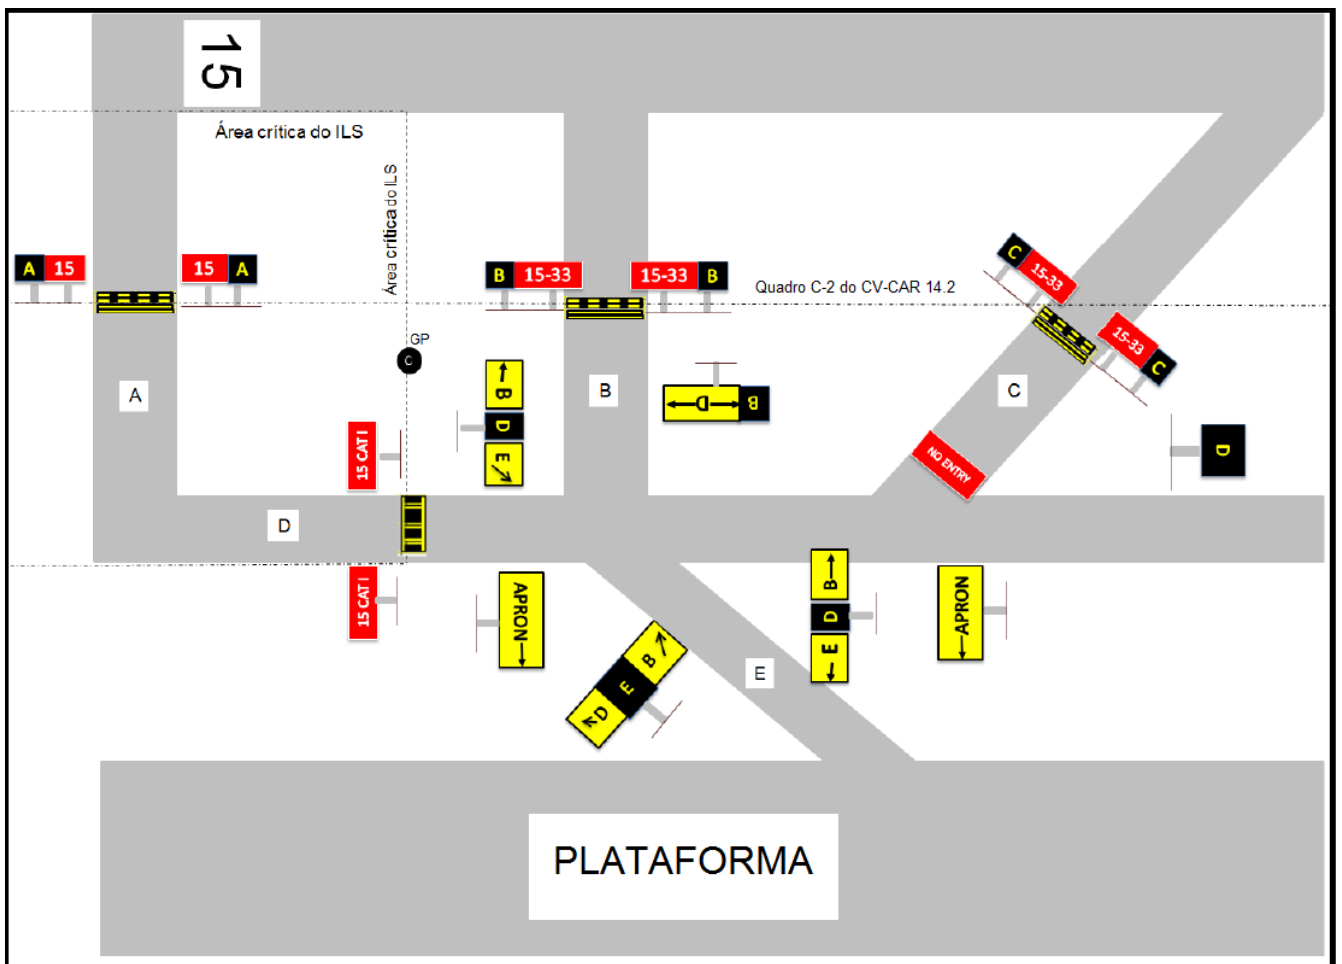 15
Área crítica do ILS
Área crítica do ILS
A 15
15 A
B 15-33
15-33 B
C 15-33
15-33 C
Quadro C-2 do CV-CAR 14.2
GP
C
A
B
C
B
D
E
D B
15 CAT I
NO ENTRY
D
D
15 CAT I
APRON
B
D
E
APRON
B
E
D
E
PLATAFORMA